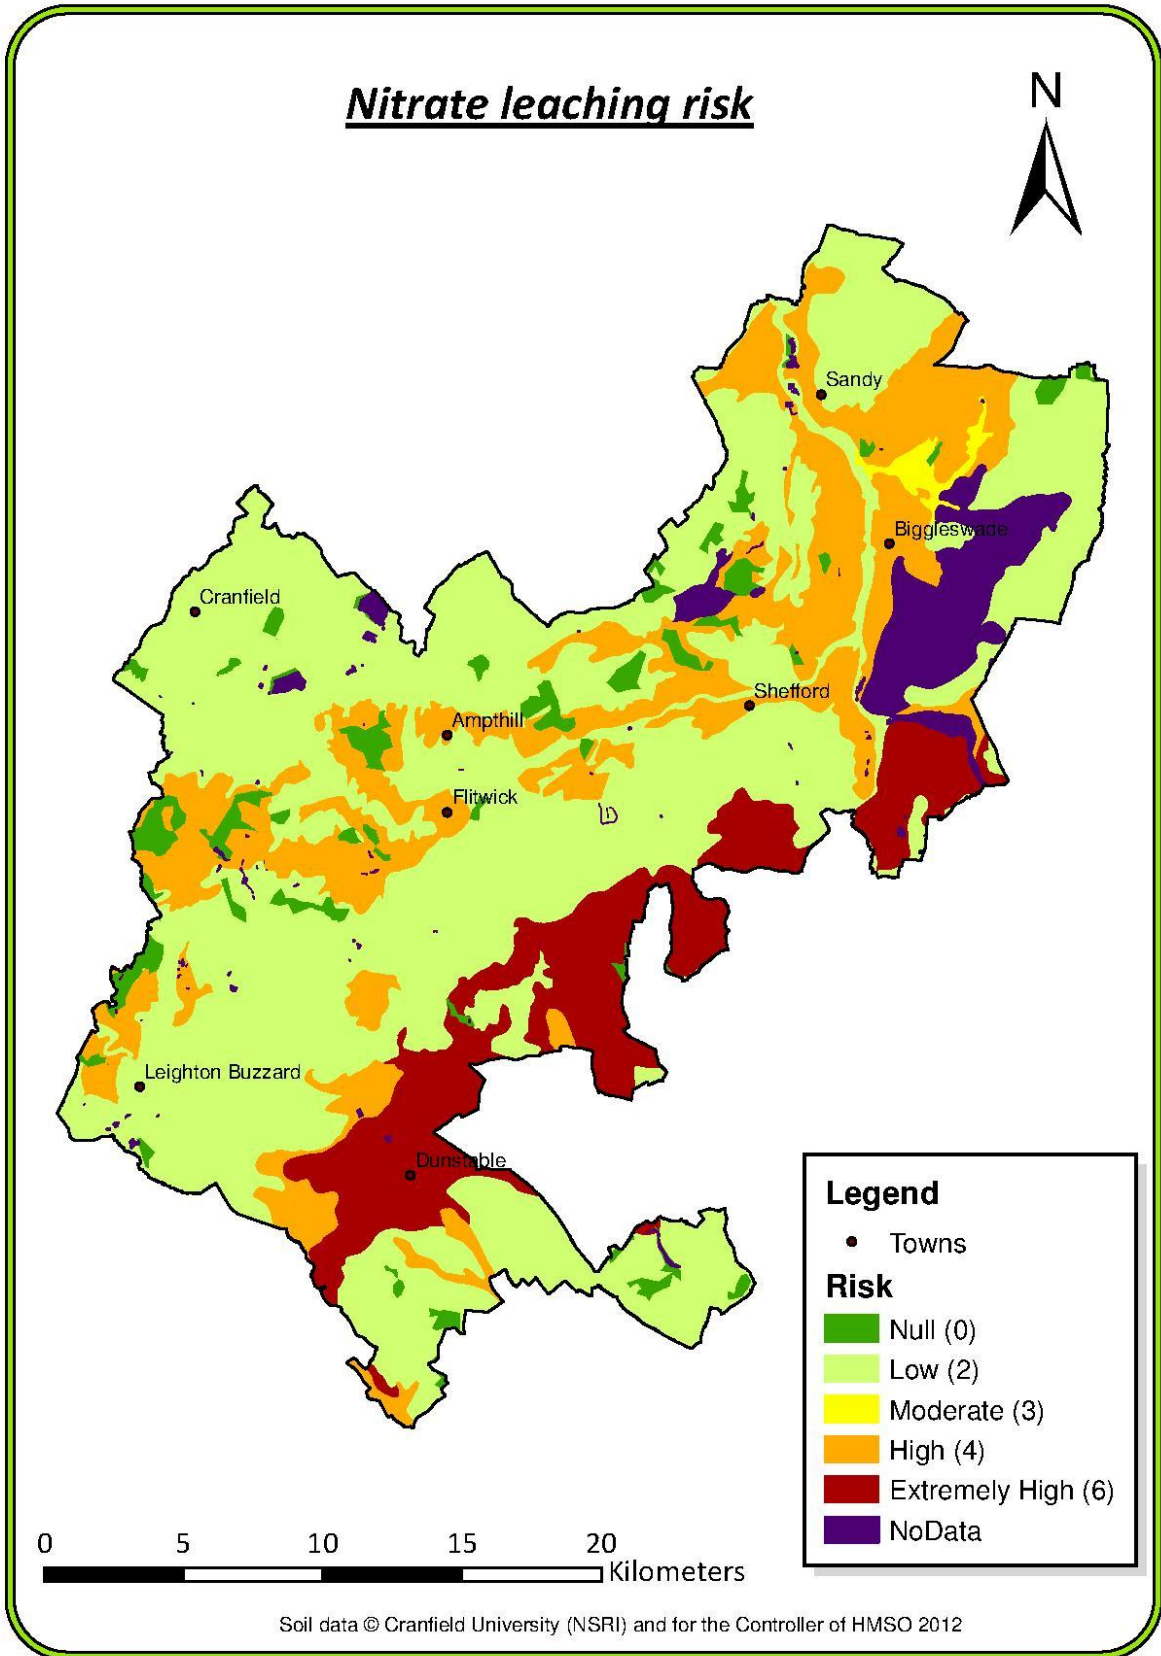 Nitrate leaching risk
N
Sandy
Biggleswade
Cranfield
Shefford
Ampthill
Flitwick
Leighton Buzzard
Dunstable
Legend
Towns
Risk
Null (0)
Low (2)
Moderate (3)
High (4)
Extremely High (6)
NoData
0 5 10 15 20
Kilometers
Soil data © Cranfield University (NSRI) and for the Controller of HMSO 2012